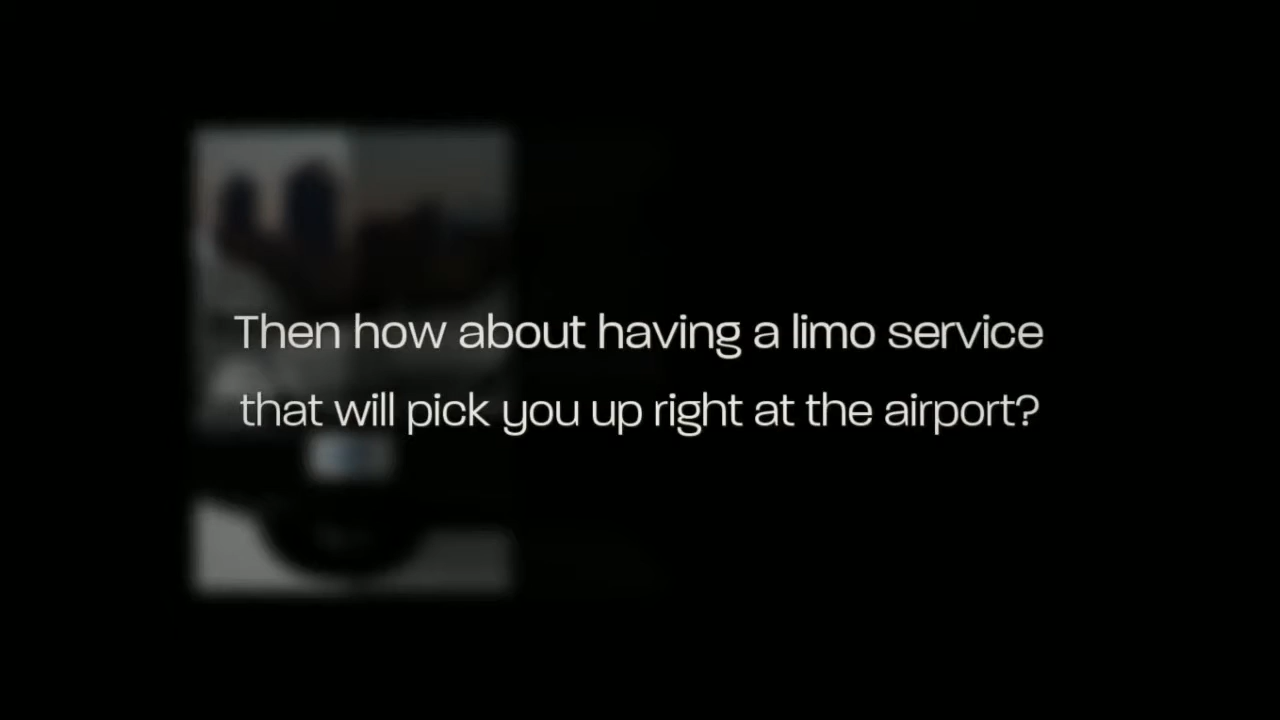 Then how about having a limo service
that will pick you up right at the airport?